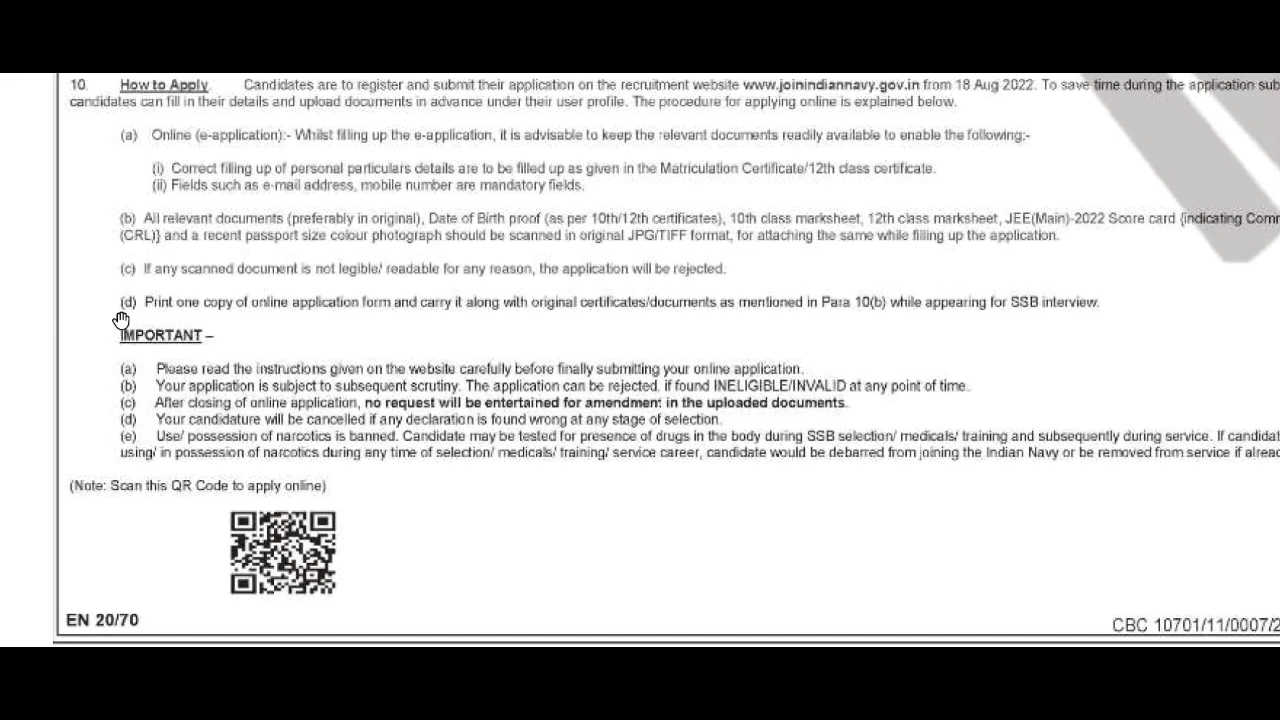 10. How to Apply. Candidates are to register and submit their application on the recruitment website www.joinindiannavy.gov.in from 18 Aug 2022. To save time during the application sub
candidates can fill in their details and upload documents in advance under their user profile. The procedure for applying online is explained below.
(a) Online (e-application):- Whilst filling up the e-application, it is advisable to keep the relevant documents readily available to enable the following:-
(i) Correct filling up of personal particulars details are to be filled up as given in the Matriculation Certificate/12th class certificate.
(ii) Fields such as e-mail address, mobile number are mandatory fields.
(b) All relevant documents (preferably in original), Date of Birth proof (as per 10th/12th certificates), 10th class marksheet, 12th class marksheet, JEE(Main)-2022 Score card {indicating Comm
(CRL)} and a recent passport size colour photograph should be scanned in original JPG/TIFF format, for attaching the same while filling up the application.
(c) If any scanned document is not legible/ readable for any reason, the application will be rejected.
(d) Print one copy of online application form and carry it along with original certificates/documents as mentioned in Para 10(b) while appearing for SSB interview.
IMPORTANT –
(a) Please read the instructions given on the website carefully before finally submitting your online application.
(b) Your application is subject to subsequent scrutiny. The application can be rejected, if found INELIGIBLE/INVALID at any point of time.
(c) After closing of online application, no request will be entertained for amendment in the uploaded documents.
(d) Your candidature will be cancelled if any declaration is found wrong at any stage of selection.
(e) Use/ possession of narcotics is banned. Candidate may be tested for presence of drugs in the body during SSB selection/ medicals/ training and subsequently during service. If candidat
using/ in possession of narcotics during any time of selection/ medicals/ training/ service career, candidate would be debarred from joining the Indian Navy or be removed from service if alread
(Note: Scan this QR Code to apply online)
EN 20/70
CBC 10701/11/0007/2